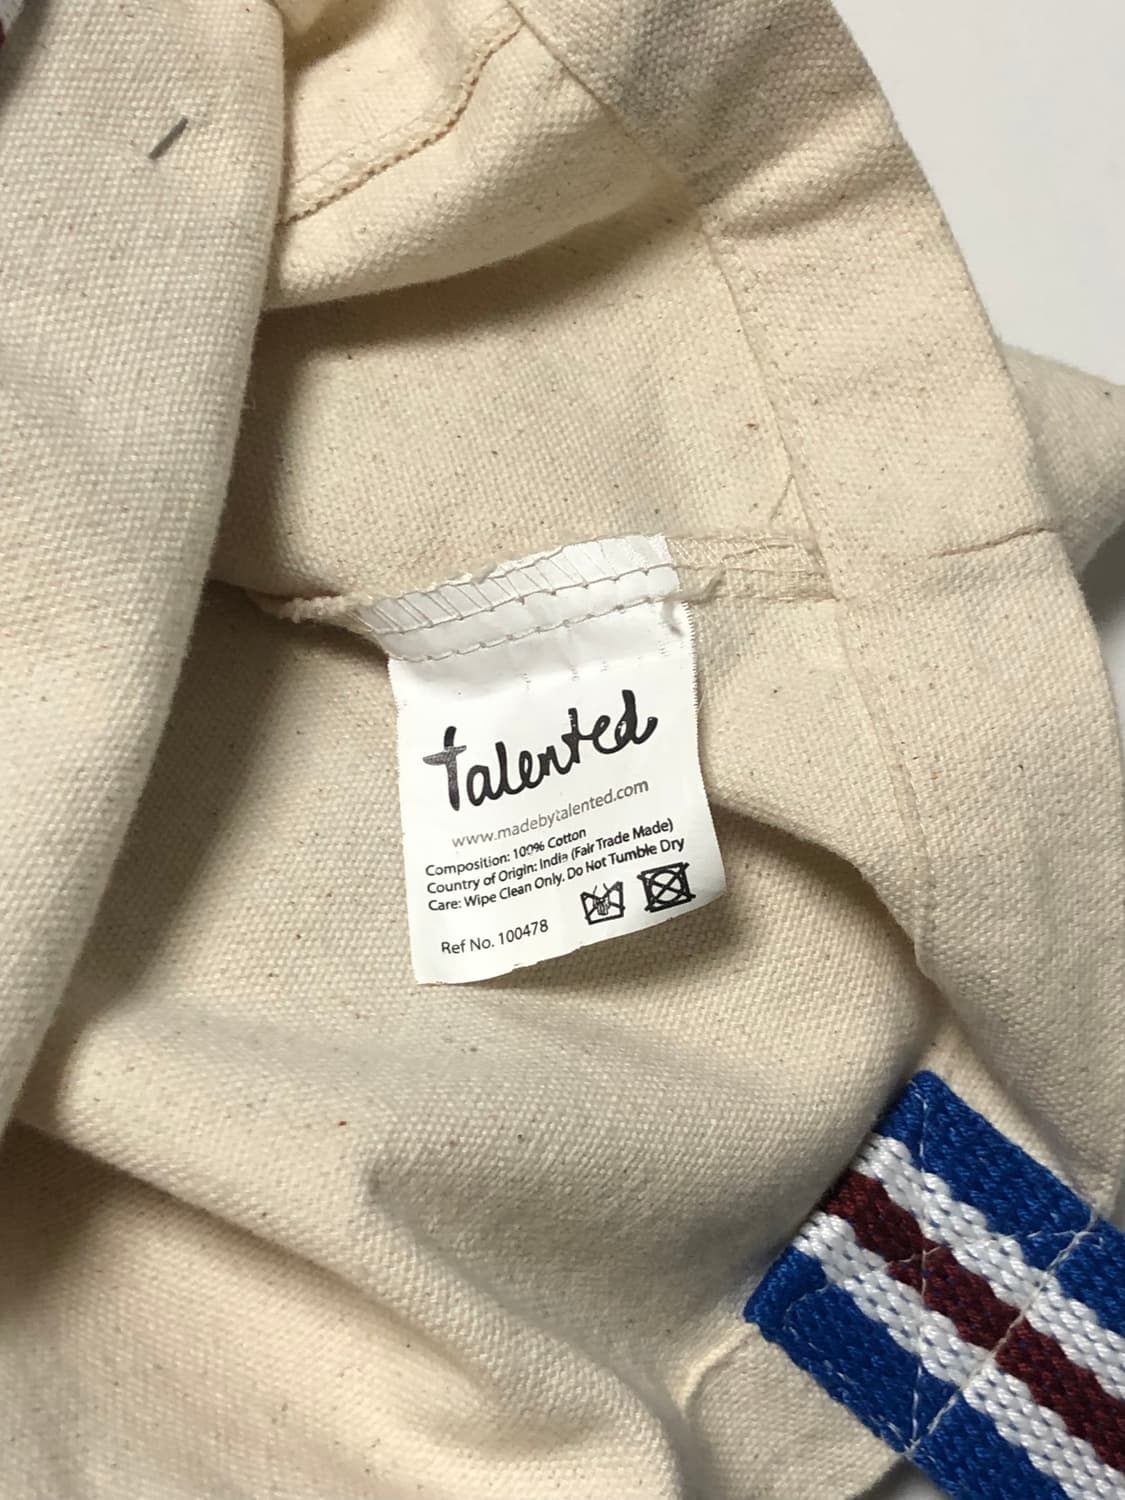 Talented
www.madebytalented.com
Composition: 100% Cotton
Country of Origin: India (Fair Trade Made)
Care: Wipe Clean Only. Do Not Tumble Dry
Ref No. 100478